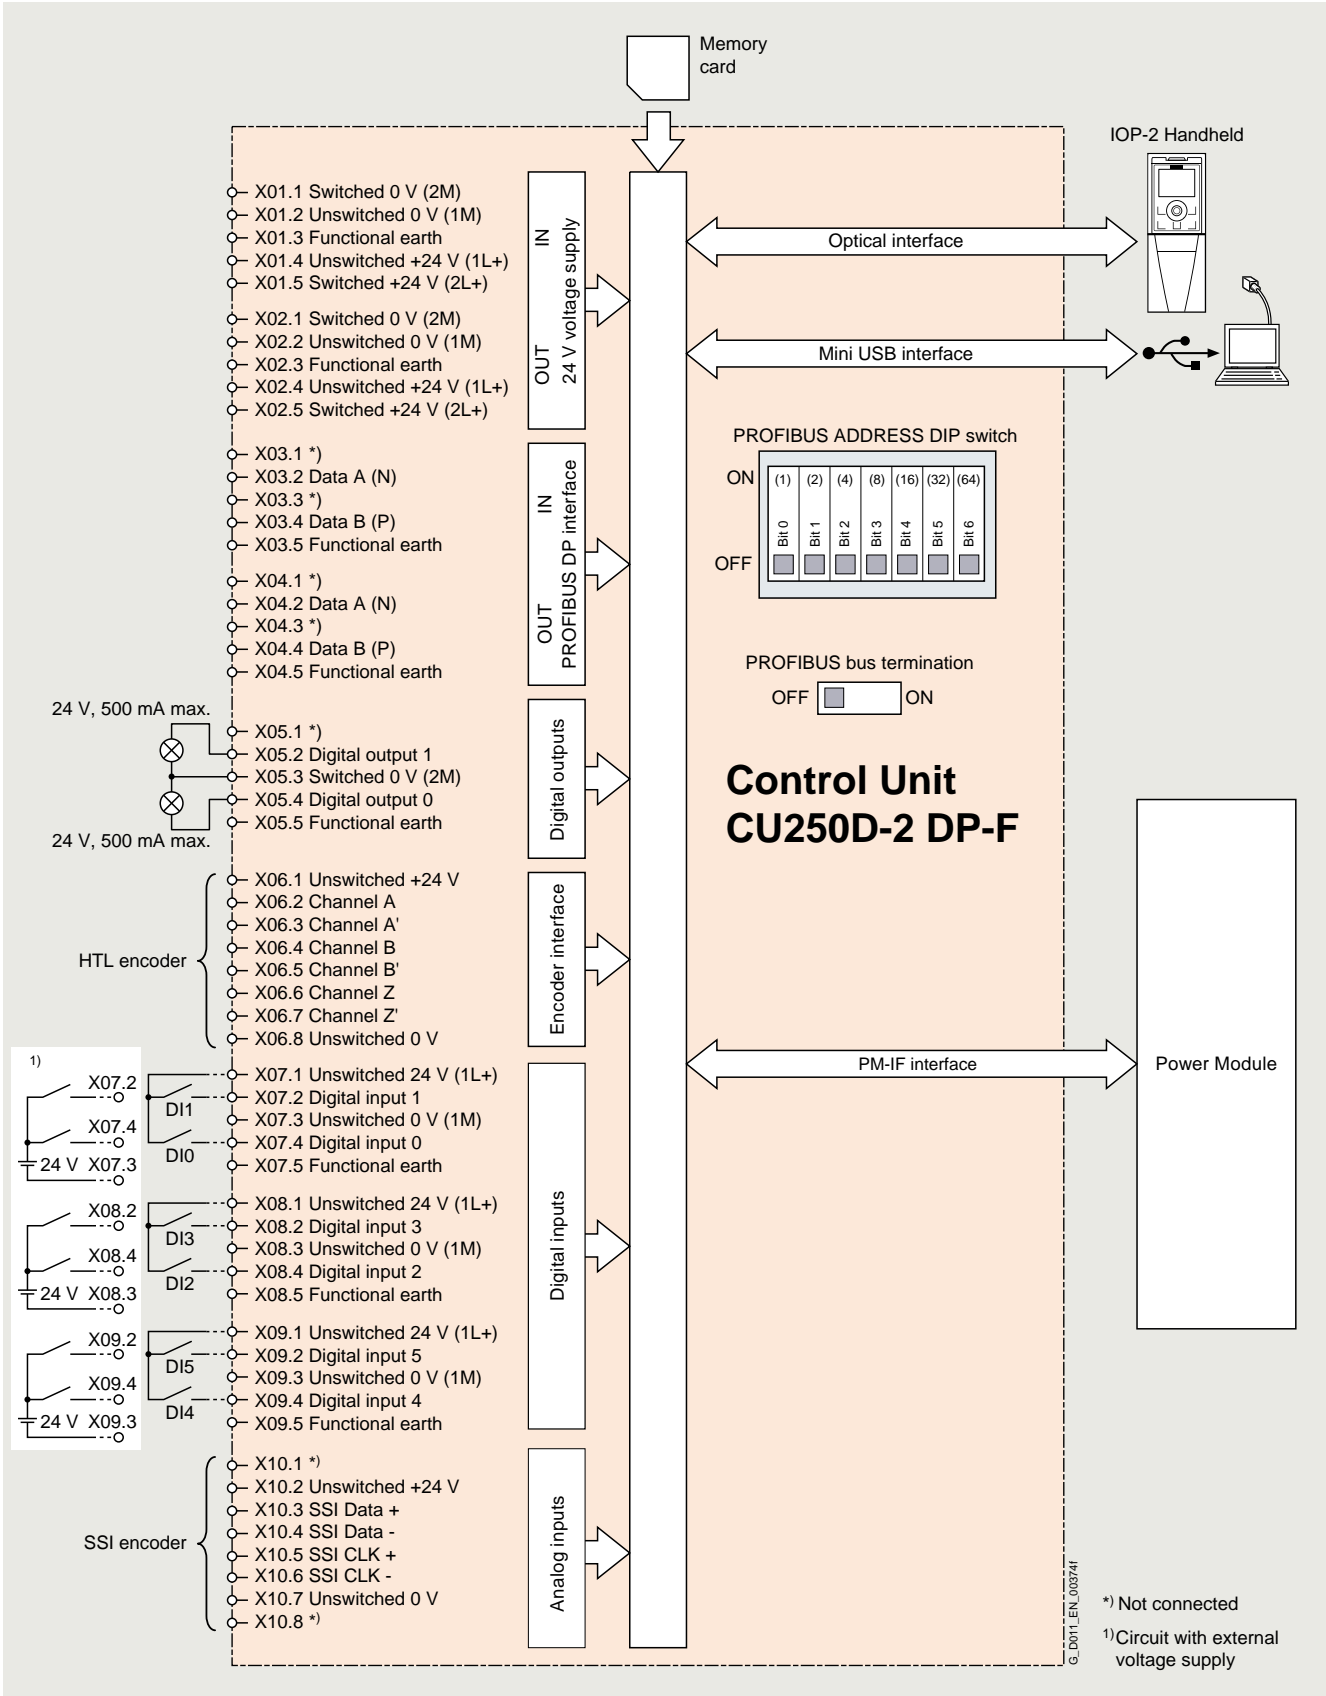 Memory
card
IOP-2 Handheld
X01.1 Switched 0 V (2M)
X01.2 Unswitched 0 V (1M)
X01.3 Functional earth
X01.4 Unswitched +24 V (1L+)
X01.5 Switched +24 V (2L+)
X02.1 Switched 0 V (2M)
X02.2 Unswitched 0 V (1M)
X02.3 Functional earth
X02.4 Unswitched +24 V (1L+)
X02.5 Switched +24 V (2L+)
OUT IN
24 V voltage supply
Optical interface
Mini USB interface
X03.1 *)
X03.2 Data A (N)
X03.3 *)
X03.4 Data B (P)
X03.5 Functional earth
X04.1 *)
X04.2 Data A (N)
X04.3 *)
X04.4 Data B (P)
X04.5 Functional earth
OUT IN
PROFIBUS DP interface
PROFIBUS ADDRESS DIP switch
ON
(1) (2) (4) (8) (16) (32) (64)
Bit 0 Bit 1 Bit 2 Bit 3 Bit 4 Bit 5 Bit 6
OFF
PROFIBUS bus termination
OFF ON
24 V, 500 mA max.
24 V, 500 mA max.
X05.1 *)
X05.2 Digital output 1
X05.3 Switched 0 V (2M)
X05.4 Digital output 0
X05.5 Functional earth
Digital outputs
Control Unit
CU250D-2 DP-F
HTL encoder
X06.1 Unswitched +24 V
X06.2 Channel A
X06.3 Channel A'
X06.4 Channel B
X06.5 Channel B'
X06.6 Channel Z
X06.7 Channel Z'
X06.8 Unswitched 0 V
Encoder interface
PM-IF interface
Power Module
1)
X07.2
X07.4
24 V X07.3
DI1
DI0
X07.1 Unswitched 24 V (1L+)
X07.2 Digital input 1
X07.3 Unswitched 0 V (1M)
X07.4 Digital input 0
X07.5 Functional earth
X08.2
X08.4
24 V X08.3
DI3
DI2
X08.1 Unswitched 24 V (1L+)
X08.2 Digital input 3
X08.3 Unswitched 0 V (1M)
X08.4 Digital input 2
X08.5 Functional earth
X09.2
X09.4
24 V X09.3
DI5
DI4
X09.1 Unswitched 24 V (1L+)
X09.2 Digital input 5
X09.3 Unswitched 0 V (1M)
X09.4 Digital input 4
X09.5 Functional earth
Digital inputs
SSI encoder
X10.1 *)
X10.2 Unswitched +24 V
X10.3 SSI Data +
X10.4 SSI Data -
X10.5 SSI CLK +
X10.6 SSI CLK -
X10.7 Unswitched 0 V
X10.8 *)
Analog inputs
G_D011_EN_00374f
*) Not connected
1) Circuit with external
voltage supply